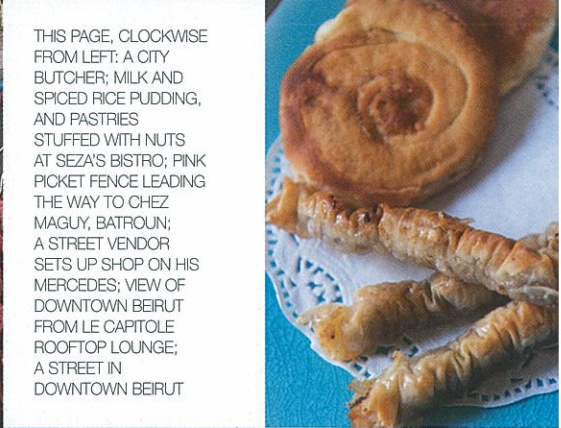 THIS PAGE, CLOCKWISE
FROM LEFT: A CITY
BUTCHER; MILK AND
SPICED RICE PUDDING,
AND PASTRIES
STUFFED WITH NUTS
AT SEZA'S BISTRO; PINK
PICKET FENCE LEADING
THE WAY TO CHEZ
MAGUY, BATROUN;
A STREET VENDOR
SETS UP SHOP ON HIS
MERCEDES; VIEW OF
DOWNTOWN BEIRUT
FROM LE CAPITOLE
ROOFTOP LOUNGE;
A STREET IN
DOWNTOWN BEIRUT